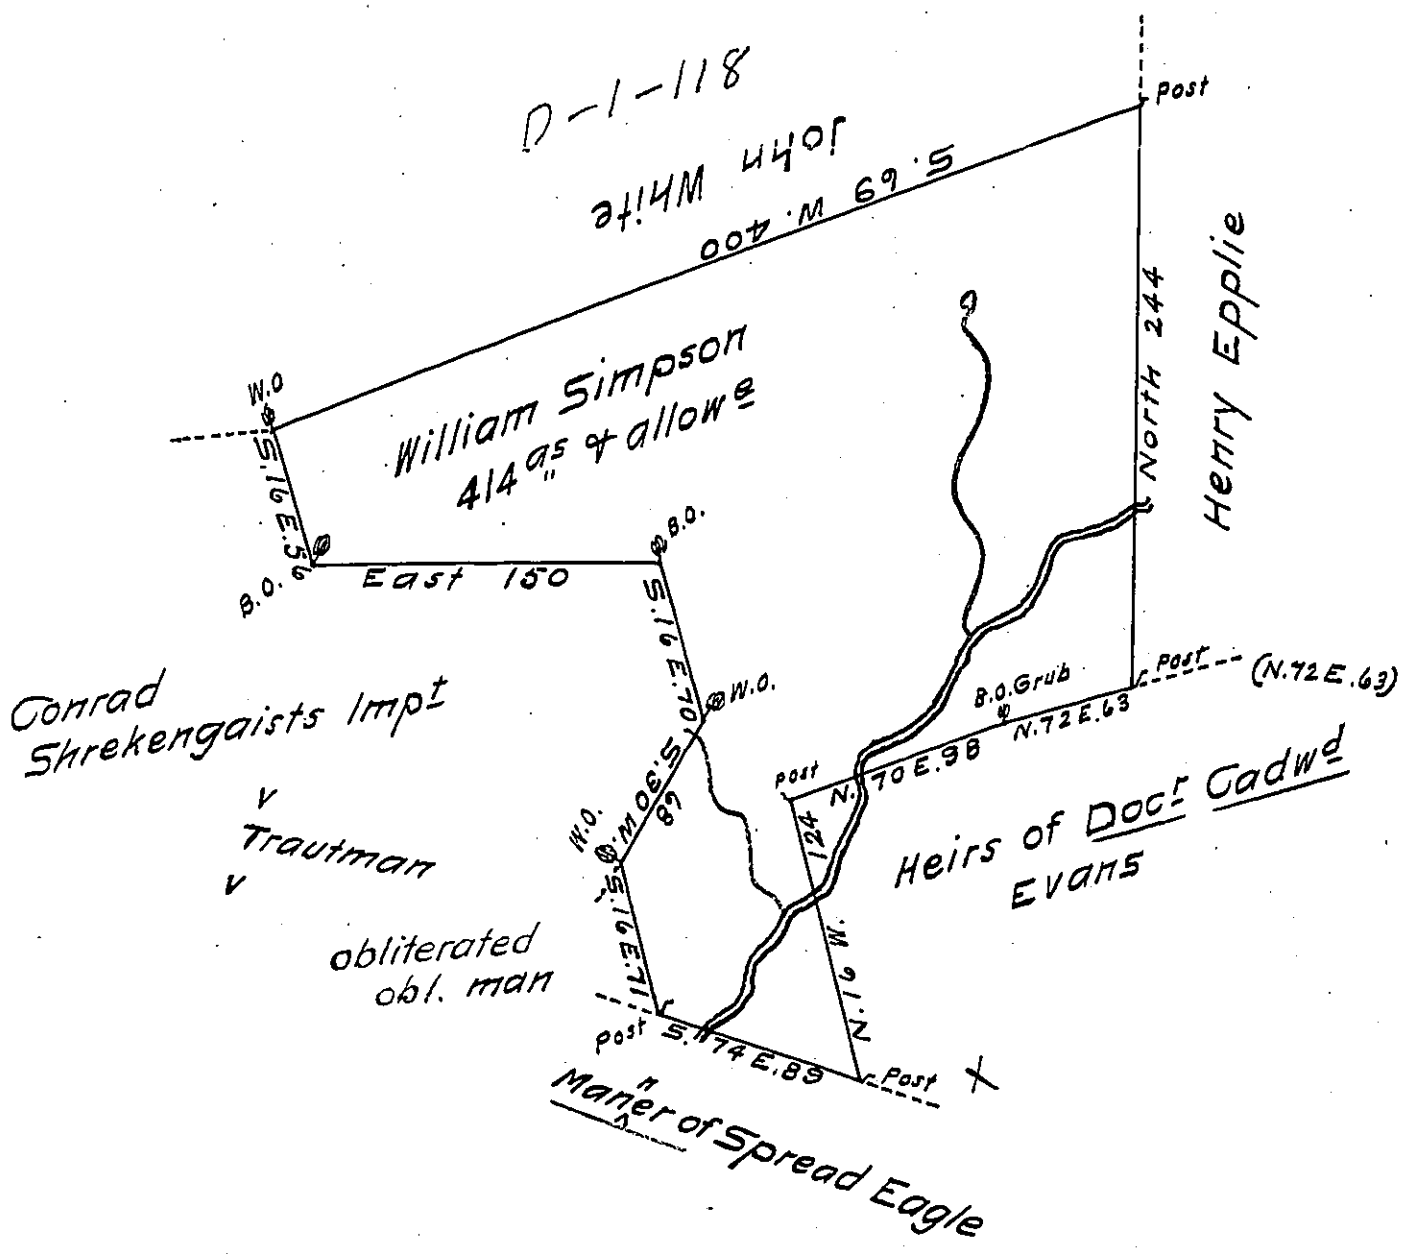 D-1-118
John White
Post
S. 69 W. 400
North 244
Henry Epplie
W.O
William Simpson
414 as & allowe
S.16 E.56
B.O.
East 150
B.O.
S.16 E.70
W.O.
Conrad
Shrekengaists Impt
V
Trautman
V
obliterated
obl. man
S.30 W.
68
W.O.
S.16 E.71
Post
S. 74 E.89
Post
X
N.16 W.
124
Post
N. 70 E.98
B.O. Grub
N.72 E.63
Post
(N.72 E.63)
Heirs of Docr Cadwd
Evans
n
Maner of Spread Eagle
^